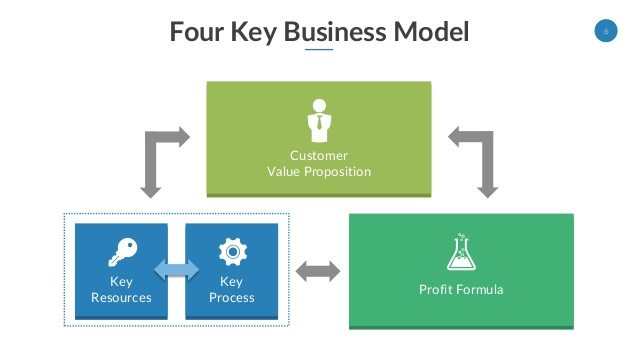 Four Key Business Model
6
Customer
Value Proposition
Key
Resources
Key
Process
Profit Formula